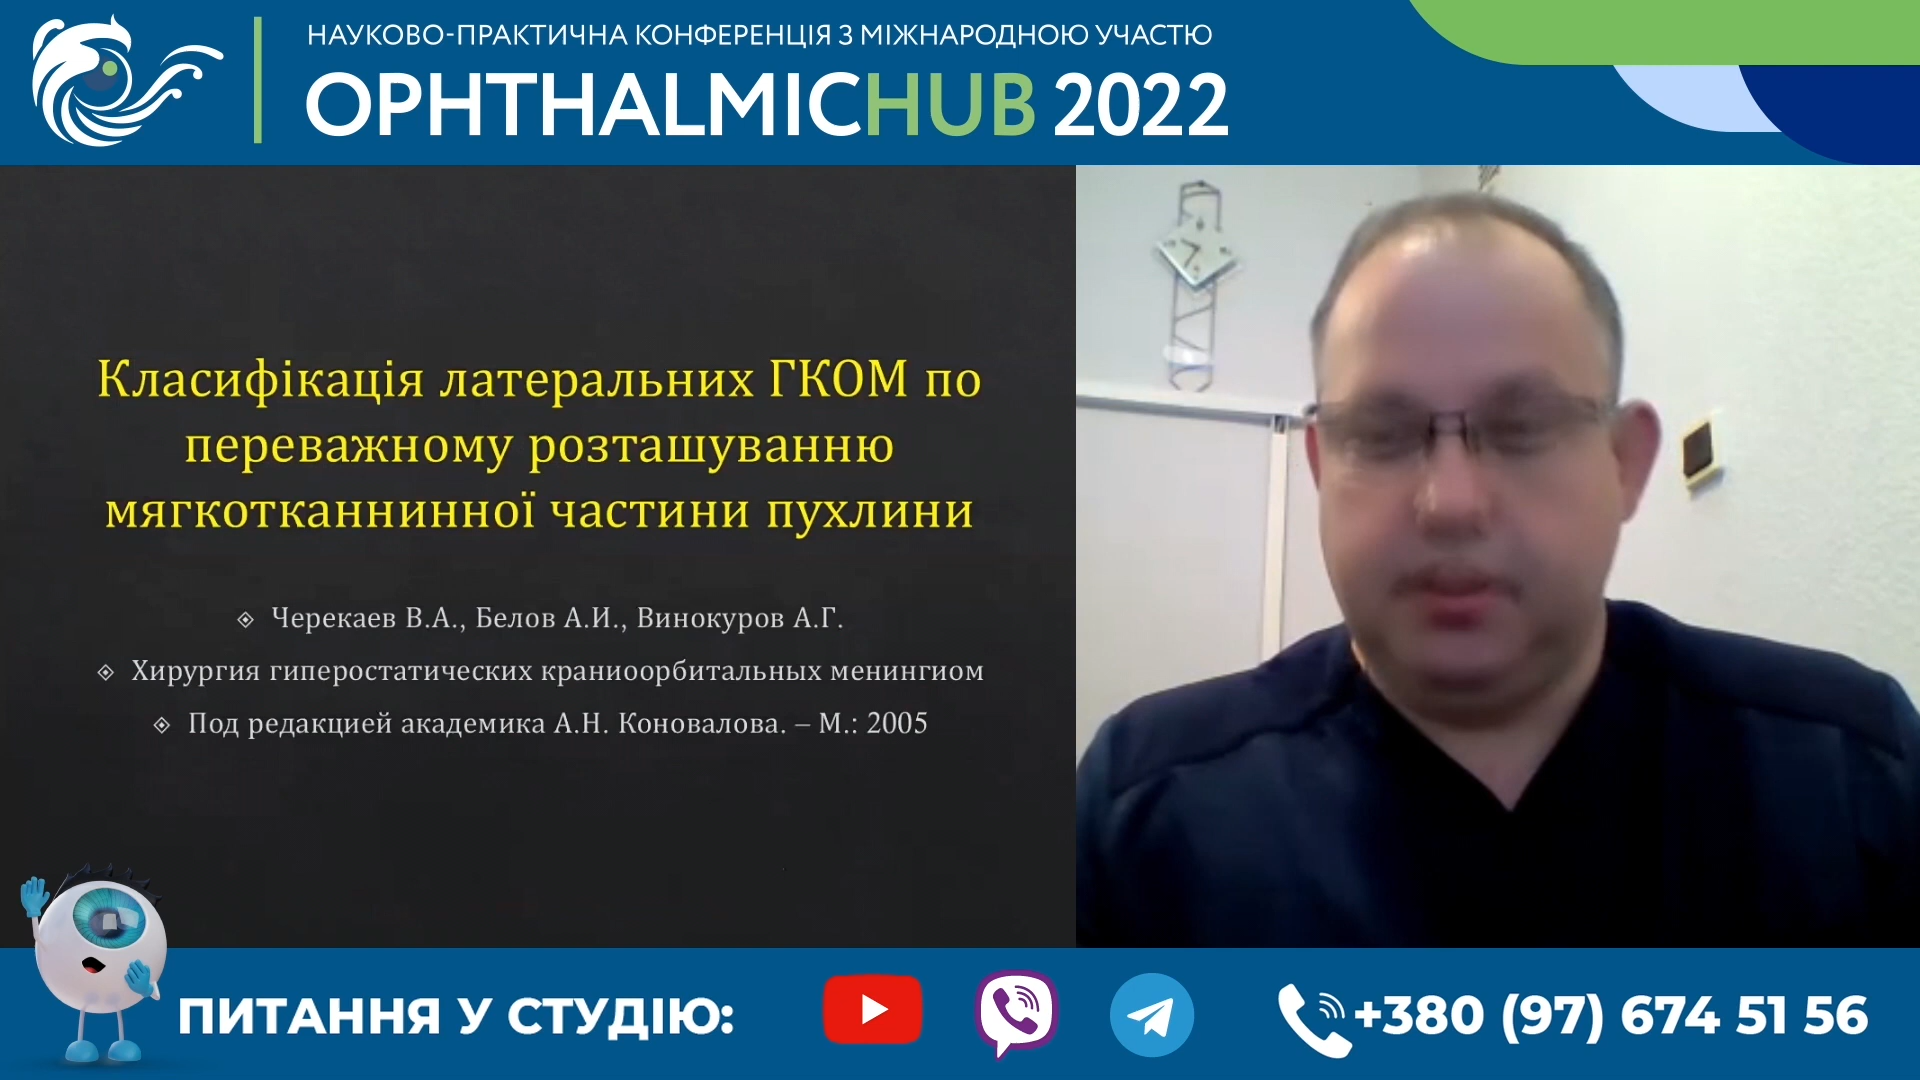 НАУКОВО-ПРАКТИЧНА КОНФЕРЕНЦІЯ З МІЖНАРОДНОЮ УЧАСТЮ
OPHTHALMICHUB 2022
Класифікація латеральних ГКОМ по
переважному розташуванню
мягкотканнинної частини пухлини
Черекаев В.А., Белов А.И., Винокуров А.Г.
Хирургия гиперостатических краниоорбитальных менингиом
Под редакцией академика А.Н. Коновалова. – М.: 2005
ПИТАННЯ У СТУДІЮ:
+380 (97) 674 51 56